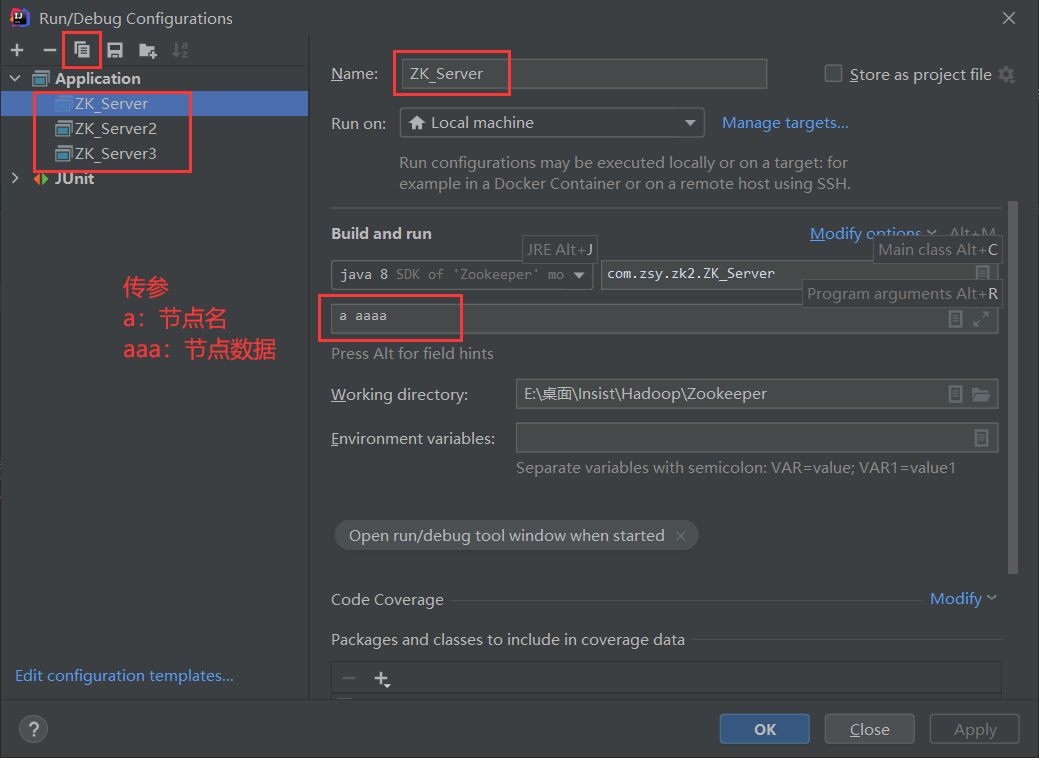 Run/Debug Configurations
Application
ZK_Server
ZK_Server2
ZK_Server3
JUnit
传参
a：节点名
aaa：节点数据
Edit configuration templates...
Name:
ZK_Server
Store as project file
Run on:
Local machine
Manage targets...
Run configurations may be executed locally or on a target: for
example in a Docker Container or on a remote host using SSH.
Build and run
Modify options
Alt+M
JRE Alt+J
Main class Alt+C
java 8 SDK of 'Zookeeper' mo
com.zsy.zk2.ZK_Server
Program arguments Alt+R
a aaaa
Press Alt for field hints
Working directory:
E:\桌面\Insist\Hadoop\Zookeeper
Environment variables:
Separate variables with semicolon: VAR=value; VAR1=value1
Open run/debug tool window when started
Code Coverage
Modify
Packages and classes to include in coverage data
?
OK
Close
Apply